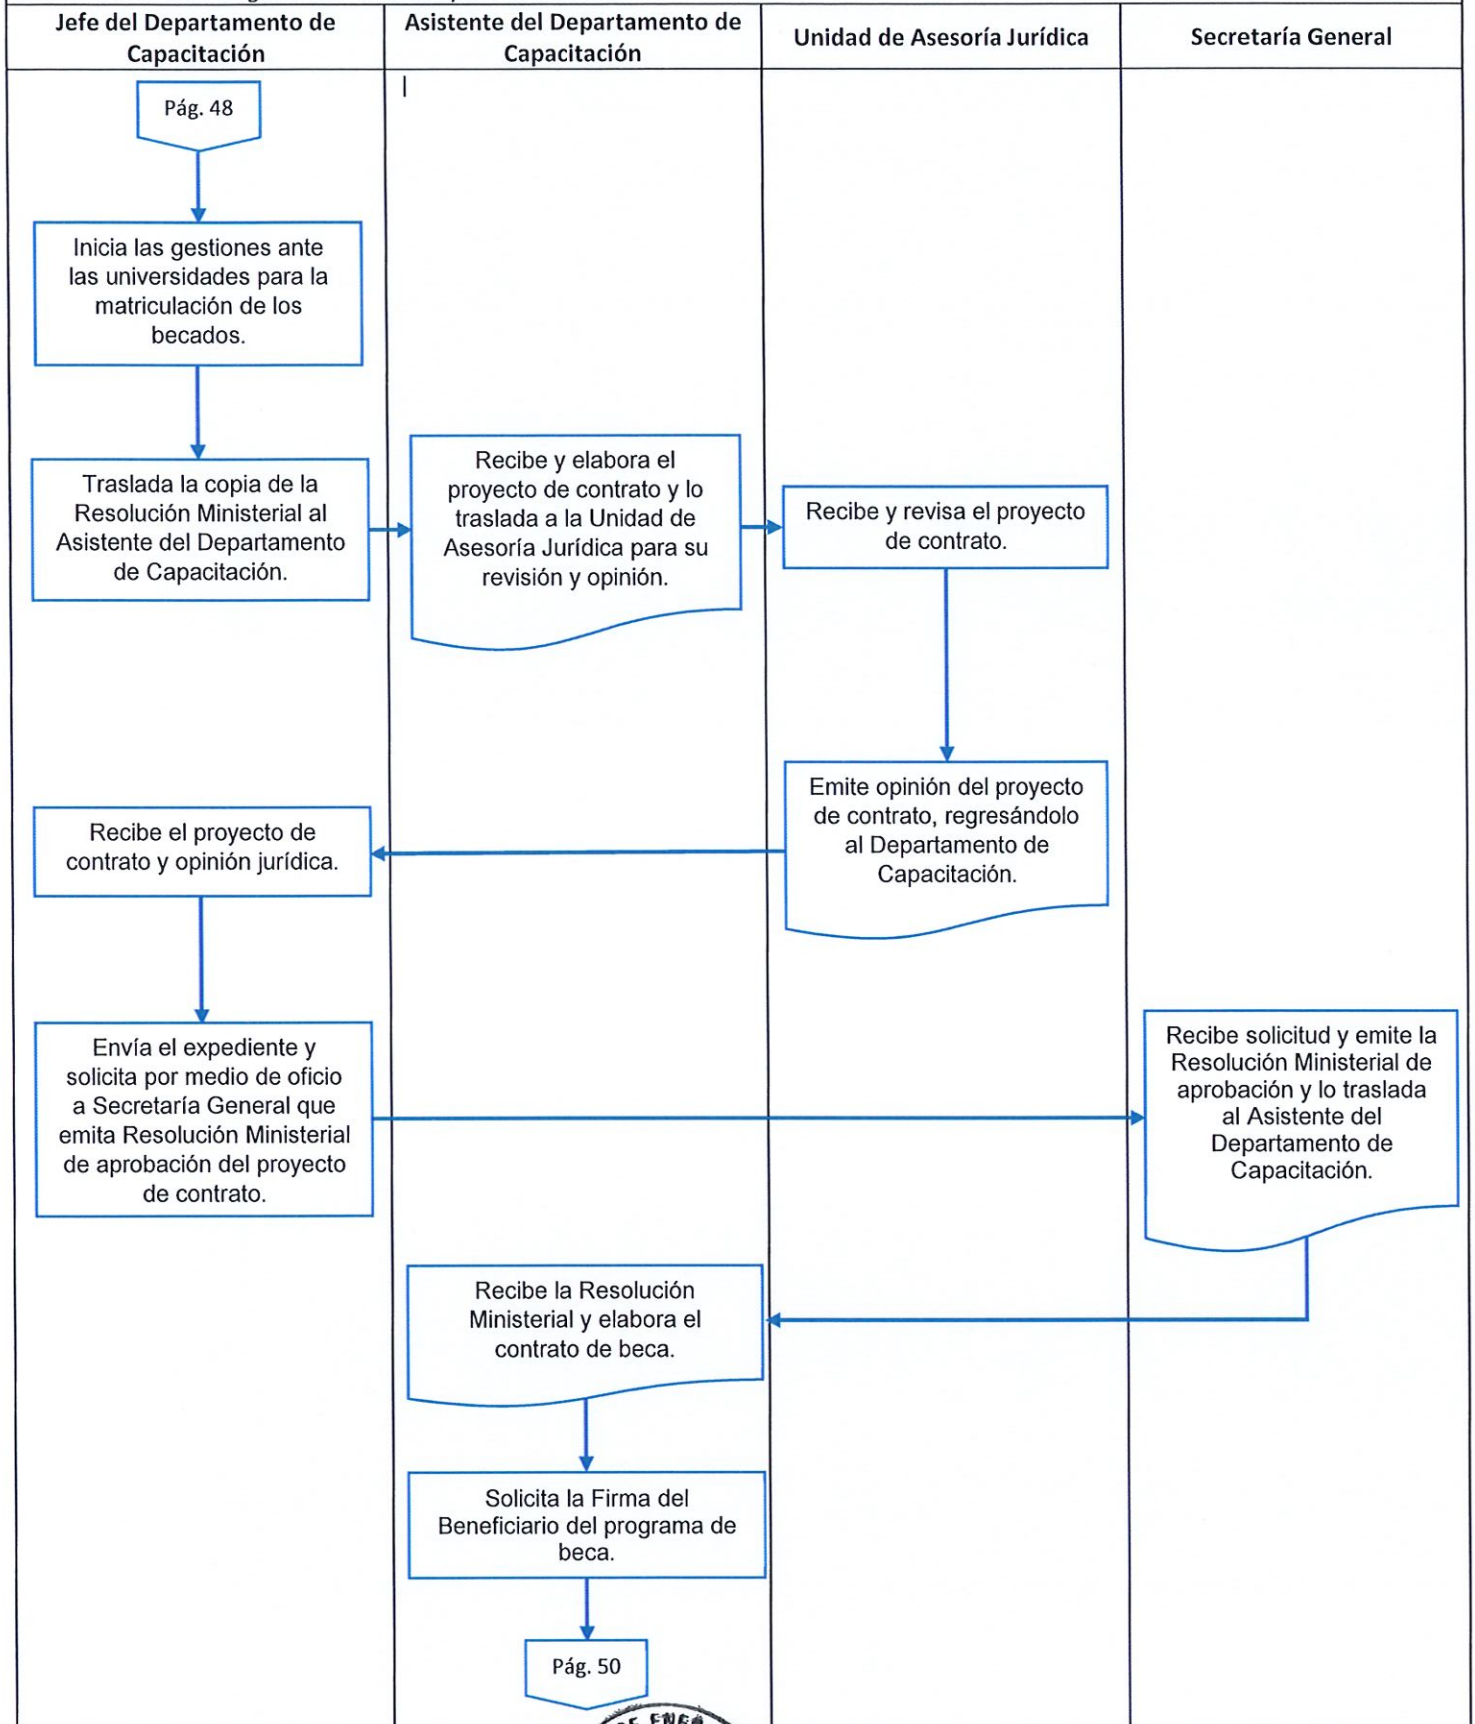 Jefe del Departamento de
Capacitación
Asistente del Departamento de
Capacitación
Unidad de Asesoría Jurídica
Secretaría General
Pág. 48
Inicia las gestiones ante
las universidades para la
matriculación de los
becados.
Traslada la copia de la
Resolución Ministerial al
Asistente del Departamento
de Capacitación.
Recibe y elabora el
proyecto de contrato y lo
traslada a la Unidad de
Asesoría Jurídica para su
revisión y opinión.
Recibe y revisa el proyecto
de contrato.
Emite opinión del proyecto
de contrato, regresándolo
al Departamento de
Capacitación.
Recibe el proyecto de
contrato y opinión jurídica.
Envía el expediente y
solicita por medio de oficio
a Secretaría General que
emita Resolución Ministerial
de aprobación del proyecto
de contrato.
Recibe solicitud y emite la
Resolución Ministerial de
aprobación y lo traslada
al Asistente del
Departamento de
Capacitación.
Recibe la Resolución
Ministerial y elabora el
contrato de beca.
Solicita la Firma del
Beneficiario del programa de
beca.
Pág. 50